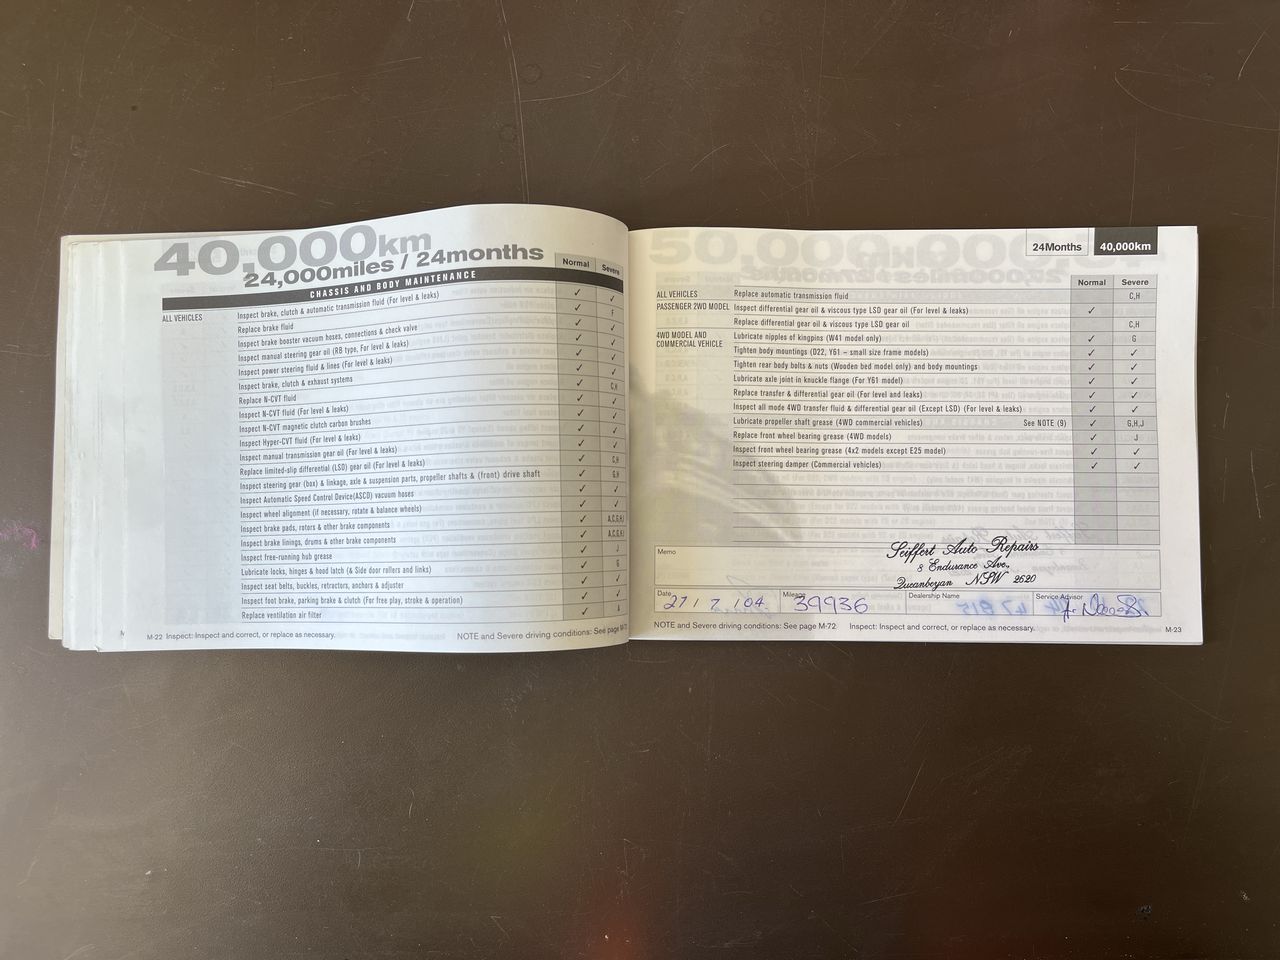 40,000km
24,000miles / 24months
Normal Severe
CHASSIS AND BODY MAINTENANCE
ALL VEHICLES
Inspect brake, clutch & automatic transmission fluid (For level & leaks) ✓ ✓
Replace brake fluid ✓ F
Inspect brake booster vacuum hoses, connections & check valve ✓ ✓
Inspect manual steering gear oil (RB type, For level & leaks) ✓ ✓
Inspect power steering fluid & lines (For level & leaks) ✓ ✓
Inspect brake, clutch & exhaust systems ✓ ✓
Replace N-CVT fluid C,H
Inspect N-CVT fluid (For level & leaks) ✓ ✓
Inspect N-CVT magnetic clutch carbon brushes ✓ ✓
Inspect Hyper-CVT fluid (For level & leaks) ✓ ✓
Inspect manual transmission gear oil (For level & leaks) ✓ ✓
Replace limited-slip differential (LSD) gear oil (For level & leaks) ✓ C,H
Inspect steering gear (box) & linkage, axle & suspension parts, propeller shafts & (front) drive shaft ✓ G,H
Inspect Automatic Speed Control Device(ASCD) vacuum hoses ✓ ✓
Inspect wheel alignment (if necessary, rotate & balance wheels) ✓ ✓
Inspect brake pads, rotors & other brake components ✓ A,C,G,H,I
Inspect brake linings, drums & other brake components ✓ A,C,G,H,I
Inspect free-running hub grease ✓ J
Lubricate locks, hinges & hood latch (& Side door rollers and links) ✓ G
Inspect seat belts, buckles, retractors, anchors & adjuster ✓ ✓
Inspect foot brake, parking brake & clutch (For free play, stroke & operation) ✓ ✓
Replace ventilation air filter ✓ A
M-22 Inspect: Inspect and correct, or replace as necessary. NOTE and Severe driving conditions: See page M-72
24Months 40,000km
Normal Severe
ALL VEHICLES Replace automatic transmission fluid C,H
PASSENGER 2WD MODEL Inspect differential gear oil & viscous type LSD gear oil (For level & leaks) ✓
Replace differential gear oil & viscous type LSD gear oil C,H
4WD MODEL AND COMMERCIAL VEHICLE Lubricate nipples of kingpins (W41 model only) ✓ G
Tighten body mountings (D22, Y61 – small size frame models) ✓ ✓
Tighten rear body bolts & nuts (Wooden bed model only) and body mountings ✓ ✓
Lubricate axle joint in knuckle flange (For Y61 model) ✓ ✓
Replace transfer & differential gear oil (For level and leaks) ✓ ✓
Inspect all mode 4WD transfer fluid & differential gear oil (Except LSD) (For level & leaks) ✓ ✓
Lubricate propeller shaft grease (4WD commercial vehicles) See NOTE (9) ✓ G,H,J
Replace front wheel bearing grease (4WD models) ✓ J
Inspect front wheel bearing grease (4x2 models except E25 model) ✓ ✓
Inspect steering damper (Commercial vehicles) ✓ ✓
Memo
Seiffert Auto Repairs
8 Endurance Ave.,
Queanbeyan NSW 2620
Date 27 / 7 / 04 Mileage 39936 Dealership Name Service Advisor
NOTE and Severe driving conditions: See page M-72 Inspect: Inspect and correct, or replace as necessary. M-23